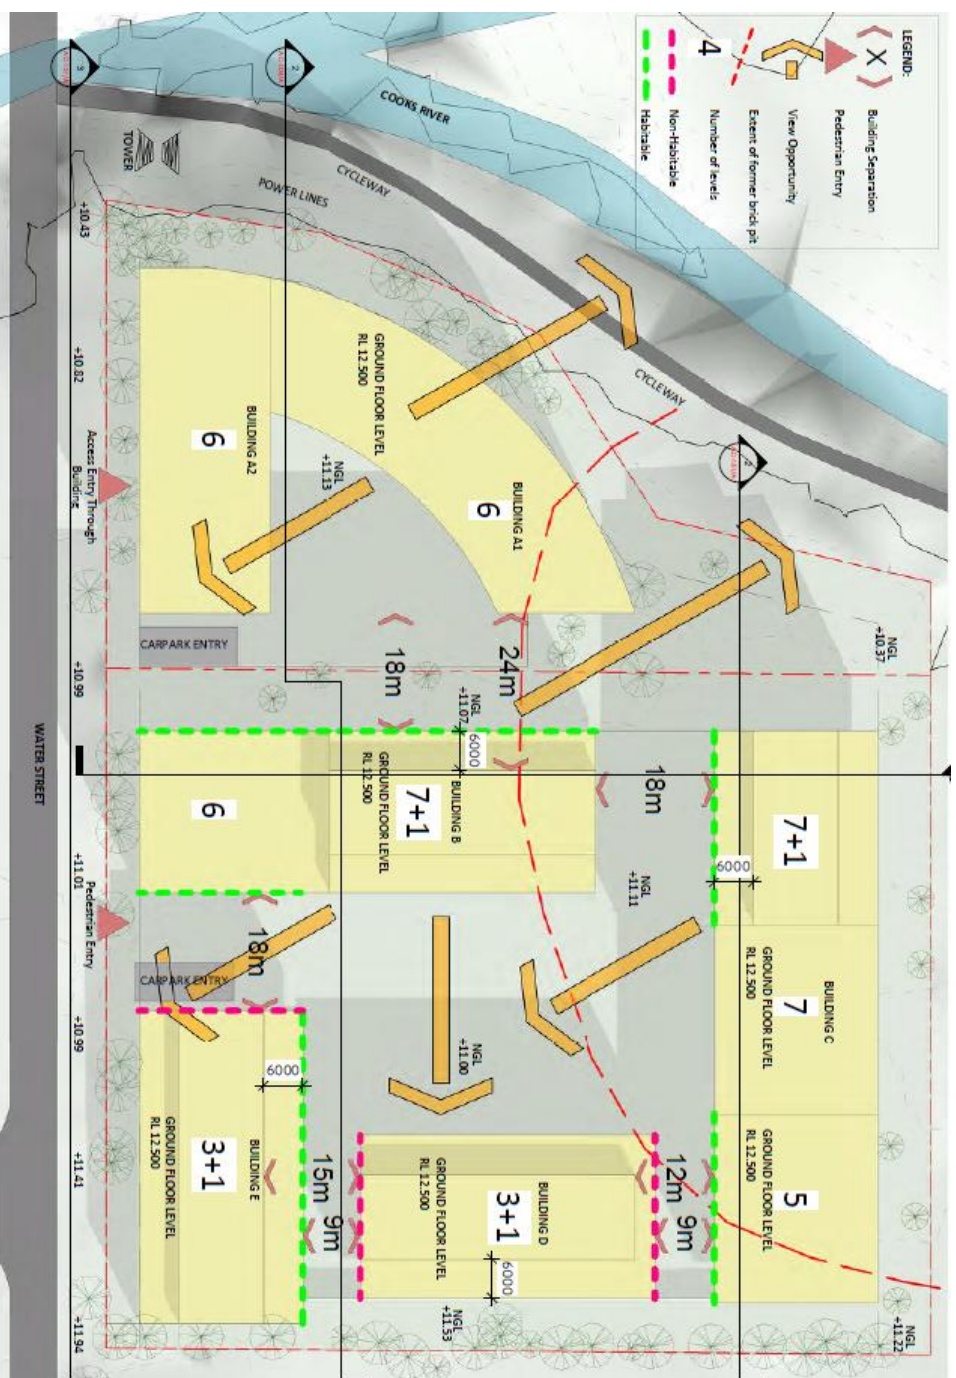 LEGEND:
X
Building Separation
Pedestrian Entry
View Opportunity
Extent of former brick pit
4
Number of levels
Non-Habitable
Habitable
COOKS RIVER
CYCLEWAY
POWER LINES
TOWER
3
2
CYCLEWAY
2
+10.43
+10.82
Access Entry Through
Building
+10.99
+11.01
Pedestrian Entry
+10.99
+11.41
+11.94
WATER STREET
GROUND FLOOR LEVEL
RL 12.500
BUILDING A2
6
BUILDING A1
6
NGL
+11.13
NGL
+10.37
CARPARK ENTRY
18m
24m
NGL
+11.07
6000
BUILDING B
7+1
GROUND FLOOR LEVEL
RL 12.500
6
18m
NGL
+11.11
7+1
6000
BUILDING C
7
GROUND FLOOR LEVEL
RL 12.500
5
GROUND FLOOR LEVEL
RL 12.500
18m
CARPARK ENTRY
NGL
+11.00
6000
BUILDING E
3+1
GROUND FLOOR LEVEL
RL 12.500
15m
9m
BUILDING D
3+1
GROUND FLOOR LEVEL
RL 12.500
6000
12m
9m
NGL
+11.53
NGL
+11.22